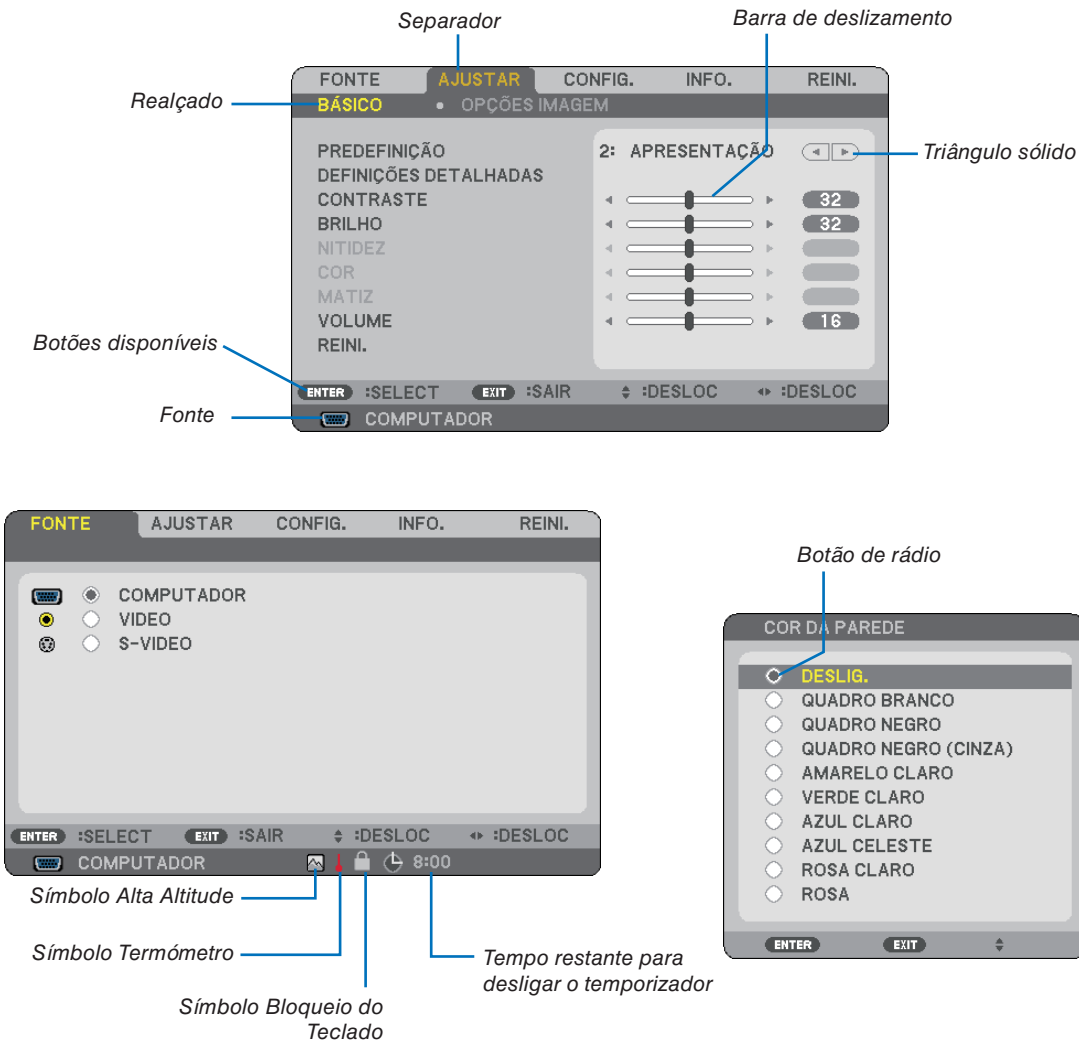 Separador
Barra de deslizamento
FONTE AJUSTAR CONFIG. INFO. REINI.
Realçado
BÁSICO • OPÇÕES IMAGEM
PREDEFINIÇÃO 2: APRESENTAÇÃO
Triângulo sólido
DEFINIÇÕES DETALHADAS
CONTRASTE 32
BRILHO 32
NITIDEZ
COR
MATIZ
VOLUME 16
REINI.
Botões disponíveis
ENTER :SELECT EXIT :SAIR :DESLOC :DESLOC
Fonte
COMPUTADOR
FONTE AJUSTAR CONFIG. INFO. REINI.
COMPUTADOR
VIDEO
S-VIDEO
ENTER :SELECT EXIT :SAIR :DESLOC :DESLOC
COMPUTADOR 8:00
Símbolo Alta Altitude
Símbolo Termómetro
Símbolo Bloqueio do
Teclado
Tempo restante para
desligar o temporizador
Botão de rádio
COR DA PAREDE
DESLIG.
QUADRO BRANCO
QUADRO NEGRO
QUADRO NEGRO (CINZA)
AMARELO CLARO
VERDE CLARO
AZUL CLARO
AZUL CELESTE
ROSA CLARO
ROSA
ENTER EXIT